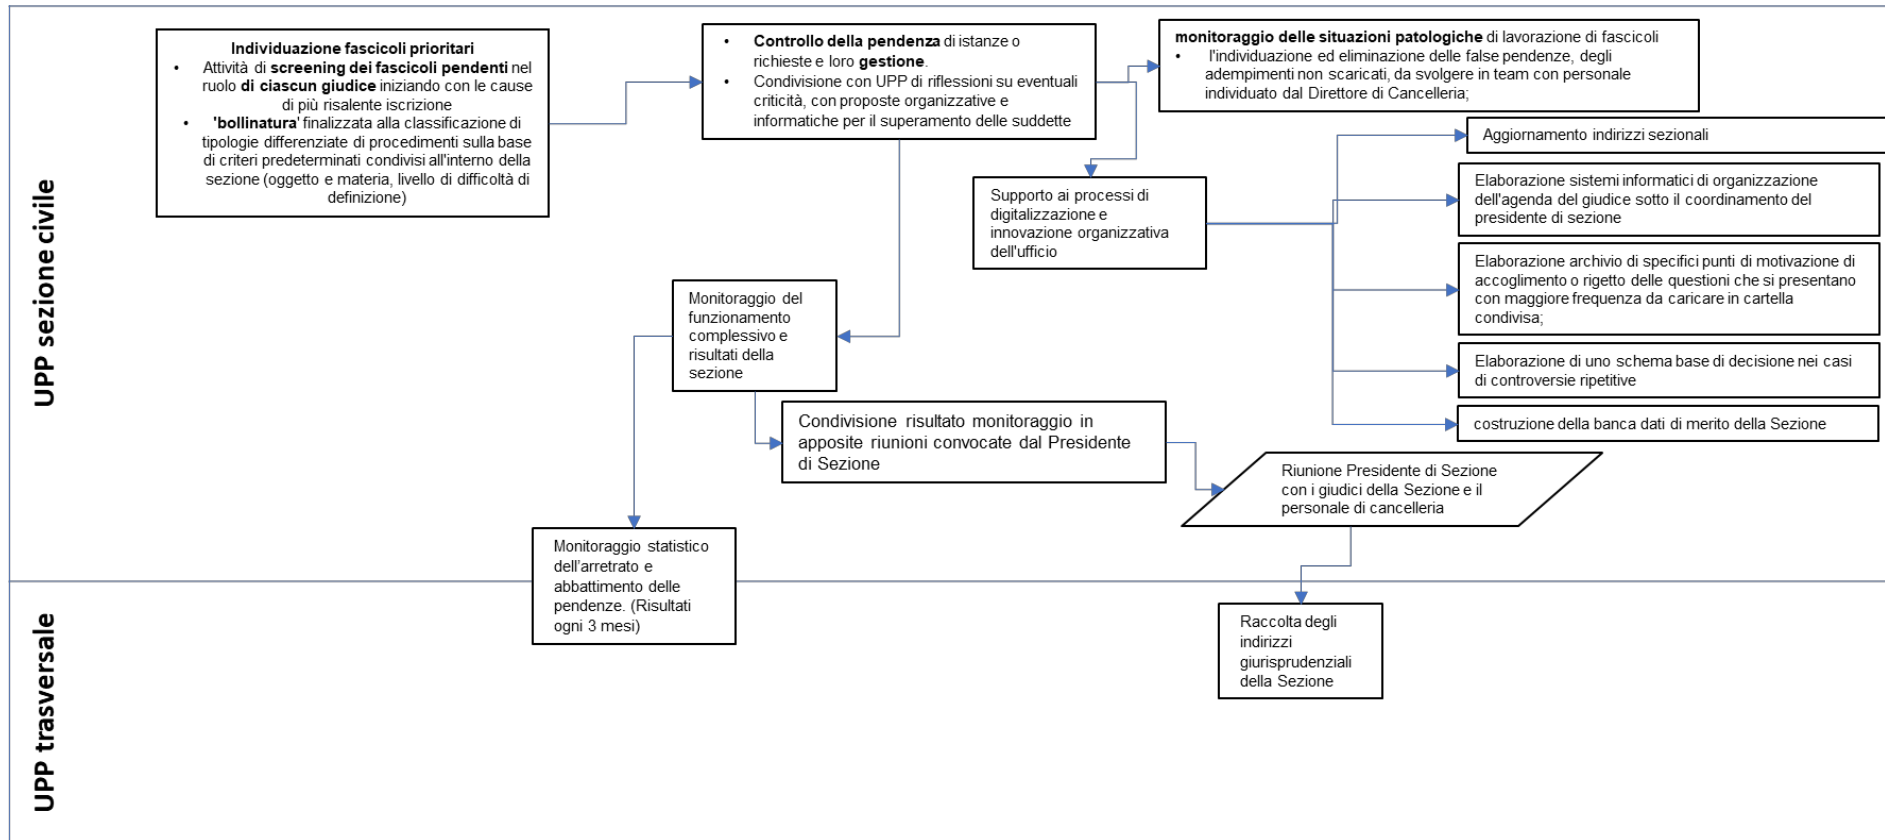 UPP sezione civile
Individuazione fascicoli prioritari
• Attività di screening dei fascicoli pendenti nel
ruolo di ciascun giudice iniziando con le cause
di più risalente iscrizione
• 'bollinatura' finalizzata alla classificazione di
tipologie differenziate di procedimenti sulla base
di criteri predeterminati condivisi all'interno della
sezione (oggetto e materia, livello di difficoltà di
definizione)
• Controllo della pendenza di istanze o
richieste e loro gestione.
• Condivisione con UPP di riflessioni su eventuali
criticità, con proposte organizzative e
informatiche per il superamento delle suddette
monitoraggio delle situazioni patologiche di lavorazione di fascicoli
• l'individuazione ed eliminazione delle false pendenze, degli
adempimenti non scaricati, da svolgere in team con personale
individuato dal Direttore di Cancelleria;
Supporto ai processi di
digitalizzazione e
innovazione organizzativa
dell'ufficio
Aggiornamento indirizzi sezionali
Elaborazione sistemi informatici di organizzazione
dell'agenda del giudice sotto il coordinamento del
presidente di sezione
Elaborazione archivio di specifici punti di motivazione di
accoglimento o rigetto delle questioni che si presentano
con maggiore frequenza da caricare in cartella
condivisa;
Elaborazione di uno schema base di decisione nei casi
di controversie ripetitive
costruzione della banca dati di merito della Sezione
Monitoraggio del
funzionamento
complessivo e
risultati della
sezione
Condivisione risultato monitoraggio in
apposite riunioni convocate dal Presidente
di Sezione
Riunione Presidente di Sezione
con i giudici della Sezione e il
personale di cancelleria
Monitoraggio statistico
dell'arretrato e
abbattimento delle
pendenze. (Risultati
ogni 3 mesi)
UPP trasversale
Raccolta degli
indirizzi
giurisprudenziali
della Sezione